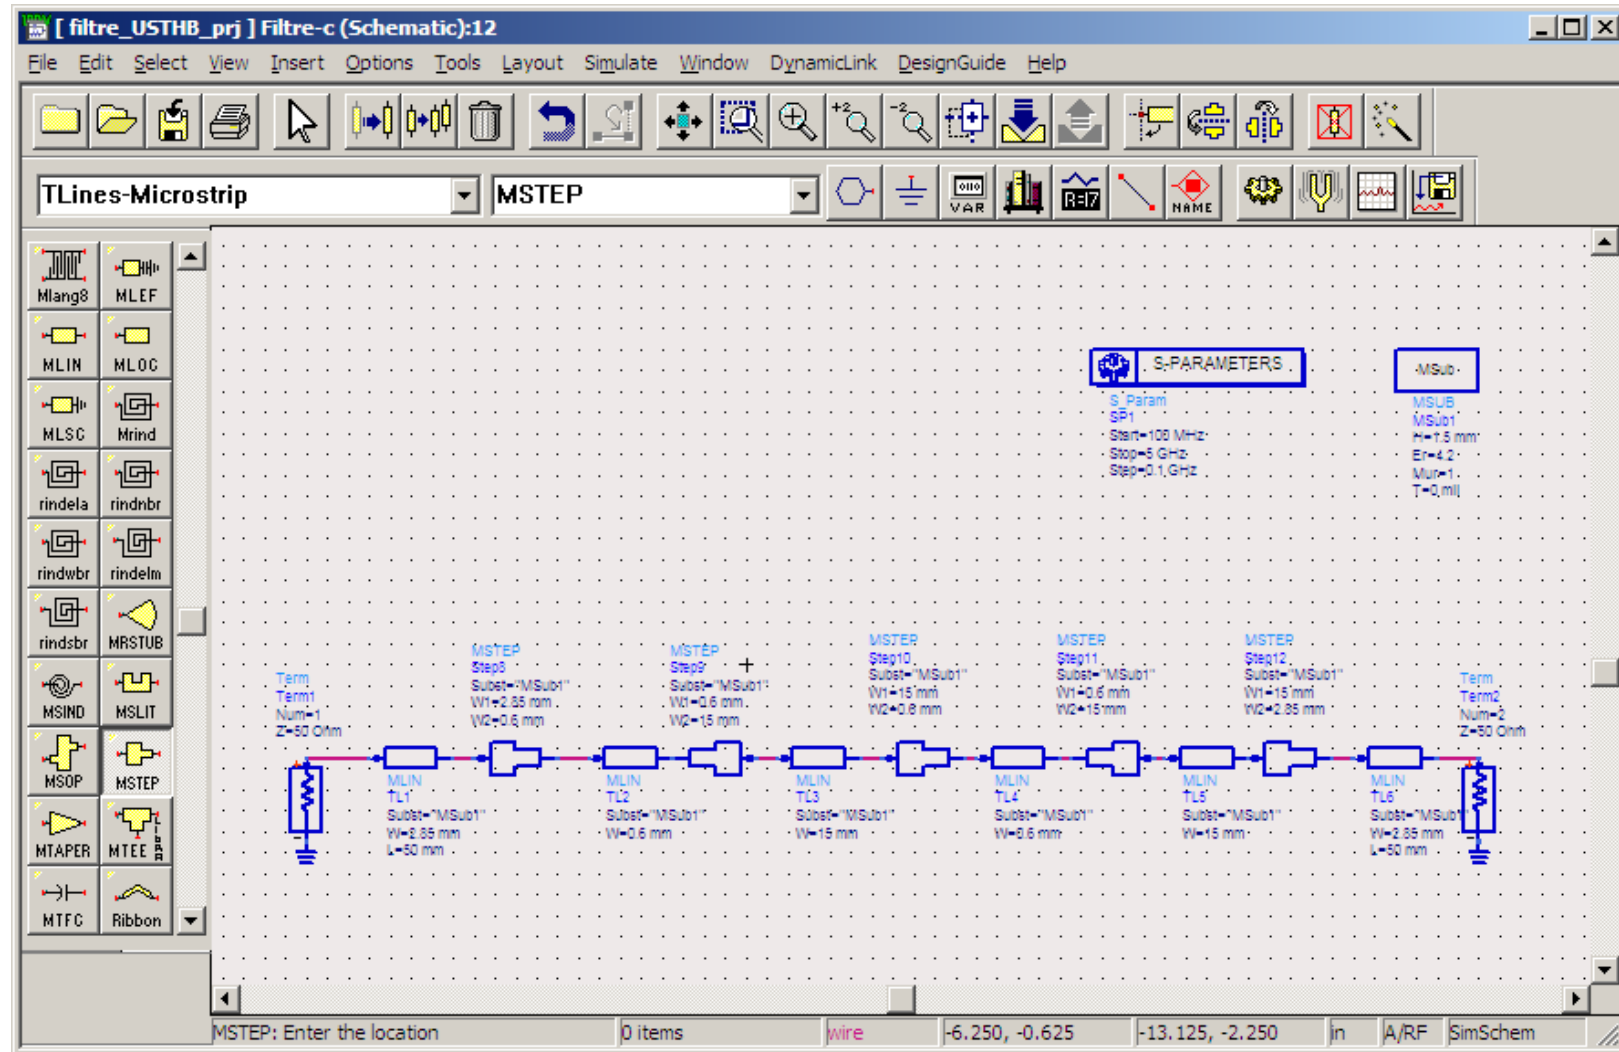 [ filtre_USTHB_prj ] Filtre-c (Schematic):12
File Edit Select View Insert Options Tools Layout Simulate Window DynamicLink DesignGuide Help
+2 -2
TLines-Microstrip MSTEP VAR NAME
Mlang8 MLEF
MLIN MLOC
MLSC Mrind
rindela rindnbr
rindwbr rindelm
rindsbr MRSTUB
MSIND MSLIT
MSOP MSTEP
MTAPER MTEE
MTFC Ribbon
S-PARAMETERS
S_Param
SP1
Start=100 MHz
Stop=5 GHz
Step=0.1 GHz
MSub
MSUB
MSub1
H=1.5 mm
Er=4.2
Mur=1
T=0 mil
Term
Term1
Num=1
Z=50 Ohm
MSTEP
Step8
Subst="MSub1"
W1=2.85 mm
W2=0.6 mm
MSTEP
Step9
Subst="MSub1"
W1=0.6 mm
W2=15 mm
MSTEP
Step10
Subst="MSub1"
W1=15 mm
W2=0.6 mm
MSTEP
Step11
Subst="MSub1"
W1=0.6 mm
W2=15 mm
MSTEP
Step12
Subst="MSub1"
W1=15 mm
W2=2.85 mm
Term
Term2
Num=2
Z=50 Ohm
MLIN
TL1
Subst="MSub1"
W=2.85 mm
L=50 mm
MLIN
TL2
Subst="MSub1"
W=0.6 mm
MLIN
TL3
Subst="MSub1"
W=15 mm
MLIN
TL4
Subst="MSub1"
W=0.6 mm
MLIN
TL5
Subst="MSub1"
W=15 mm
MLIN
TL6
Subst="MSub1"
W=2.85 mm
L=50 mm
MSTEP: Enter the location 0 items wire -6.250, -0.625 -13.125, -2.250 in A/RF SimSchem